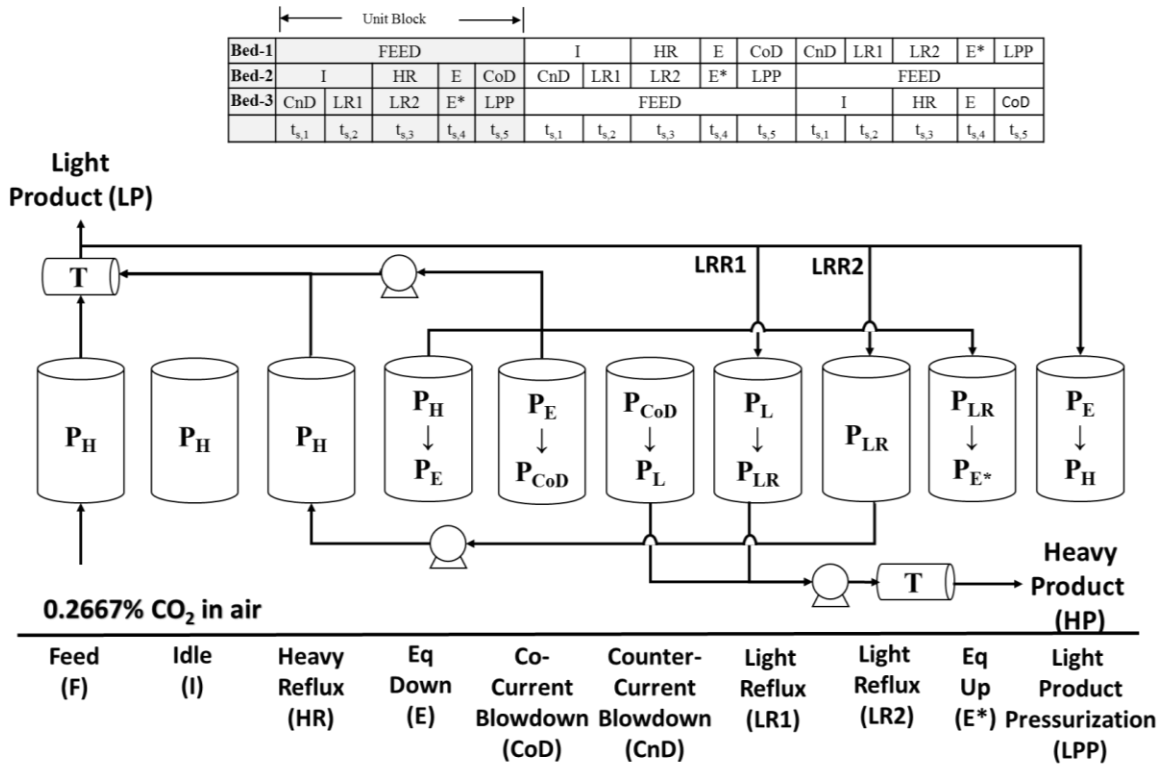 Unit Block
Bed-1 FEED I HR E CoD CnD LR1 LR2 E* LPP
Bed-2 I HR E CoD CnD LR1 LR2 E* LPP FEED
Bed-3 CnD LR1 LR2 E* LPP FEED I HR E CoD
ts,1 ts,2 ts,3 ts,4 ts,5 ts,1 ts,2 ts,3 ts,4 ts,5 ts,1 ts,2 ts,3 ts,4 ts,5
Light
Product (LP)
T
LRR1 LRR2
PH
PH
PH
PH
↓
PE
PE
↓
PCoD
PCoD
↓
PL
PL
↓
PLR
PLR
PLR
↓
PE*
PE
↓
PH
T
Heavy
Product
(HP)
0.2667% CO2 in air
Feed
(F)
Idle
(I)
Heavy
Reflux
(HR)
Eq
Down
(E)
Co-
Current
Blowdown
(CoD)
Counter-
Current
Blowdown
(CnD)
Light
Reflux
(LR1)
Light
Reflux
(LR2)
Eq
Up
(E*)
Light
Product
Pressurization
(LPP)